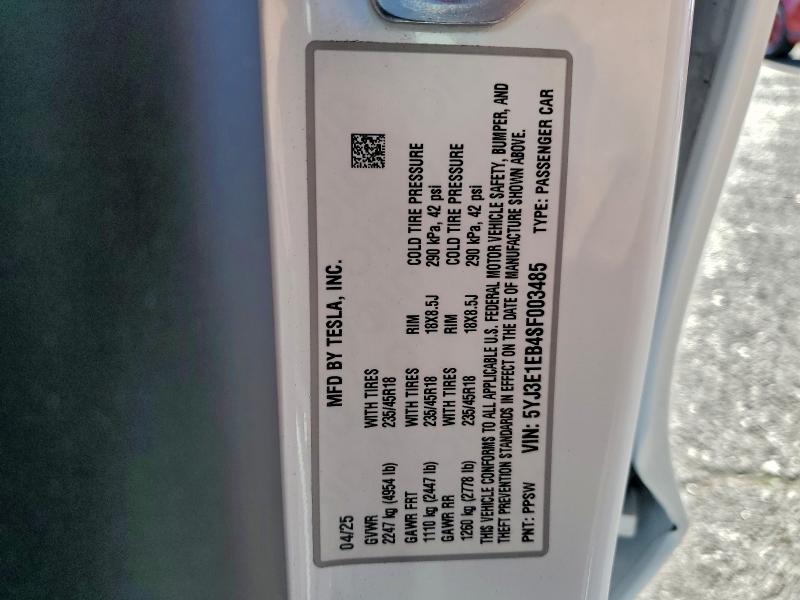 MFD BY TESLA, INC.
04/25
GVWR WITH TIRES
2247 kg (4954 lb) 235/45R18
GAWR FRT WITH TIRES RIM COLD TIRE PRESSURE
1110 kg (2447 lb) 235/45R18 18X8.5J 290 kPa, 42 psi
GAWR RR WITH TIRES RIM COLD TIRE PRESSURE
1260 kg (2778 lb) 235/45R18 18X8.5J 290 kPa, 42 psi
THIS VEHICLE CONFORMS TO ALL APPLICABLE U.S. FEDERAL MOTOR VEHICLE SAFETY, BUMPER, AND
THEFT PREVENTION STANDARDS IN EFFECT ON THE DATE OF MANUFACTURE SHOWN ABOVE.
PNT: PPSW VIN: 5YJ3E1EB4SF003485 TYPE: PASSENGER CAR